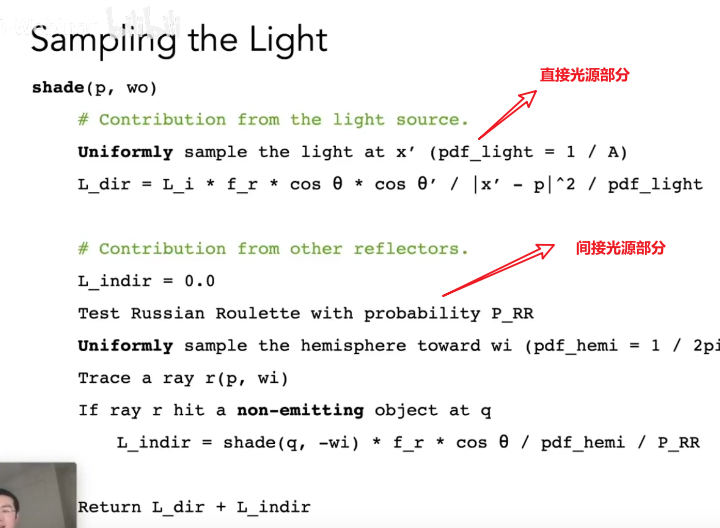 Sampling the Light
直接光源部分
shade(p, wo)
# Contribution from the light source.
Uniformly sample the light at x’ (pdf_light = 1 / A)
L_dir = L_i * f_r * cos θ * cos θ’ / |x’ - p|^2 / pdf_light
# Contribution from other reflectors.
间接光源部分
L_indir = 0.0
Test Russian Roulette with probability P_RR
Uniformly sample the hemisphere toward wi (pdf_hemi = 1 / 2pi
Trace a ray r(p, wi)
If ray r hit a non-emitting object at q
L_indir = shade(q, -wi) * f_r * cos θ / pdf_hemi / P_RR
Return L_dir + L_indir